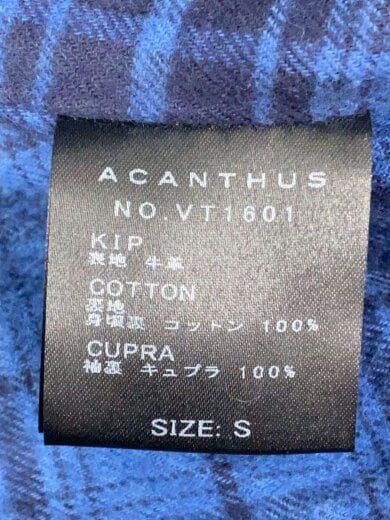 ACANTHUS
NO.VT1601
KIP
表地 牛革
COTTON
裏地
身頃裏 コットン 100%
CUPRA
袖裏 キュプラ 100%
SIZE: S